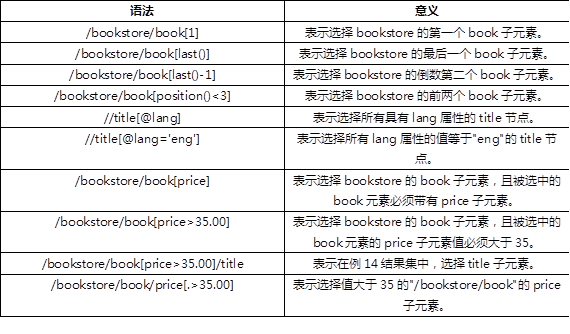 语法 意义
/bookstore/book[1] 表示选择 bookstore 的第一个 book 子元素。
/bookstore/book[last()] 表示选择 bookstore 的最后一个 book 子元素。
/bookstore/book[last()-1] 表示选择 bookstore 的倒数第二个 book 子元素。
/bookstore/book[position()<3] 表示选择 bookstore 的前两个 book 子元素。
//title[@lang] 表示选择所有具有 lang 属性的 title 节点。
//title[@lang='eng'] 表示选择所有 lang 属性的值等于"eng"的 title 节
点。
/bookstore/book[price] 表示选择 bookstore 的 book 子元素，且被选中的
book 元素必须带有 price 子元素。
/bookstore/book[price>35.00] 表示选择 bookstore 的 book 子元素，且被选中的
book 元素的 price 子元素值必须大于 35。
/bookstore/book[price>35.00]/title 表示在例 14 结果集中，选择 title 子元素。
/bookstore/book/price[.>35.00] 表示选择值大于 35 的"/bookstore/book"的 price
子元素。